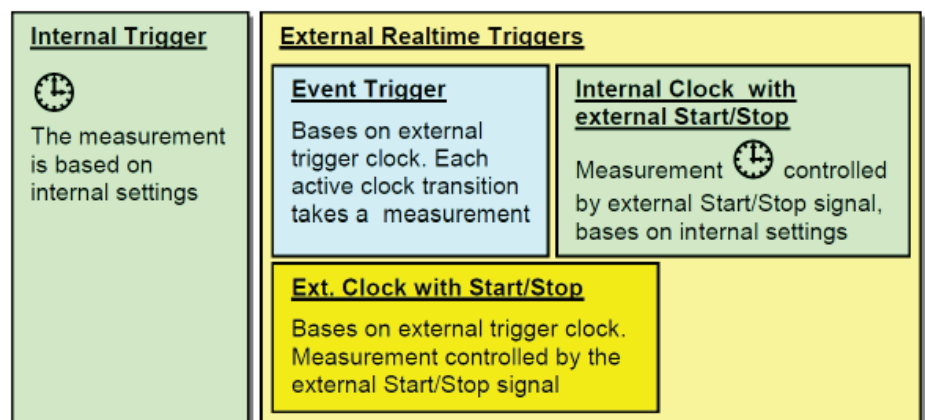 Internal Trigger
The measurement
is based on
internal settings
External Realtime Triggers
Event Trigger
Bases on external
trigger clock. Each
active clock transition
takes a measurement
Internal Clock with
external Start/Stop
Measurement controlled
by external Start/Stop signal,
bases on internal settings
Ext. Clock with Start/Stop
Bases on external trigger clock.
Measurement controlled by the
external Start/Stop signal